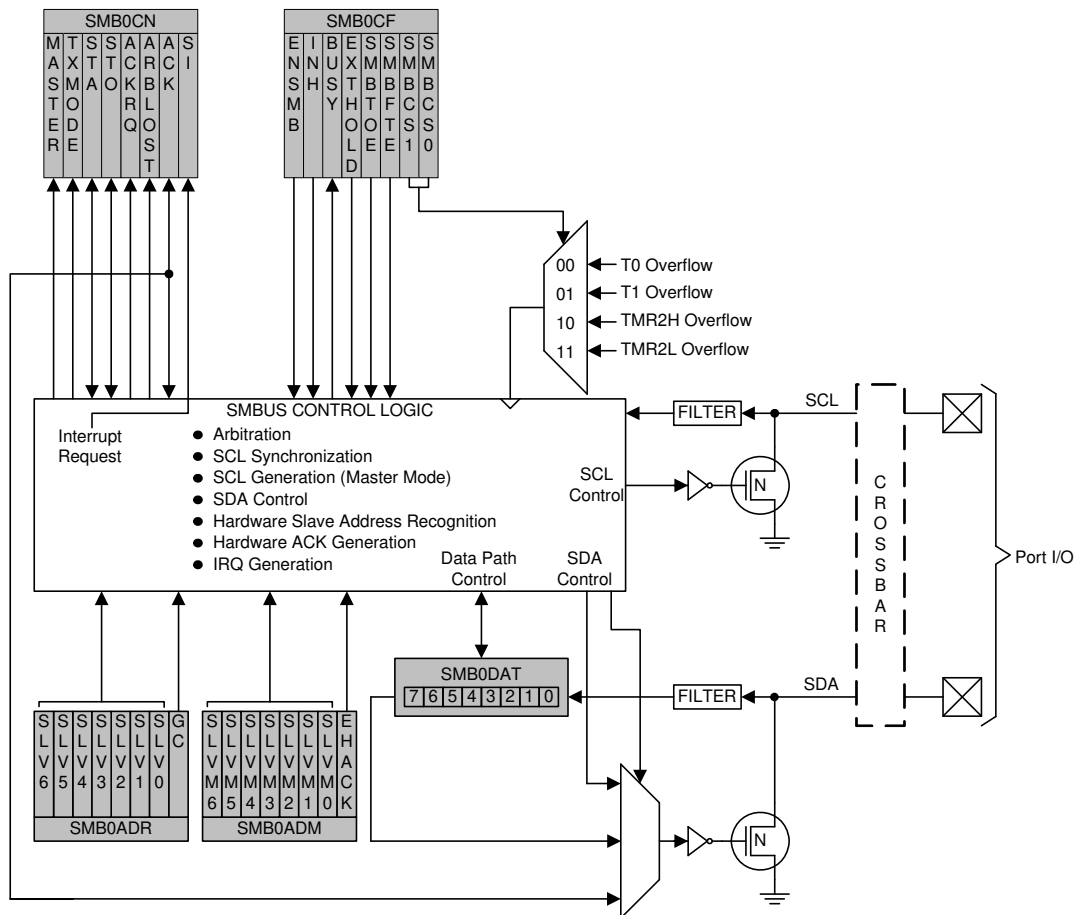 SMB0CN
MASTER
TXMODE
STA
STO
ACKRQ
ARBLOST
ACK
SI
SMB0CF
ENSMB
INH
BUSY
EXTHOLD
SMBTOE
SMBFTE
SMBCS1
SMBCS0
00
T0 Overflow
01
T1 Overflow
10
TMR2H Overflow
11
TMR2L Overflow
SMBUS CONTROL LOGIC
Interrupt
Request
● Arbitration
● SCL Synchronization
● SCL Generation (Master Mode)
● SDA Control
● Hardware Slave Address Recognition
● Hardware ACK Generation
● IRQ Generation
SCL
Control
Data Path
Control
SDA
Control
FILTER
SCL
N
CROSSBAR
Port I/O
SMB0DAT
7 6 5 4 3 2 1 0
FILTER
SDA
N
SLV6
SLV5
SLV4
SLV3
SLV2
SLV1
SLV0
GC
SMB0ADR
SLVM6
SLVM5
SLVM4
SLVM3
SLVM2
SLVM1
SLVM0
EHACK
SMB0ADM